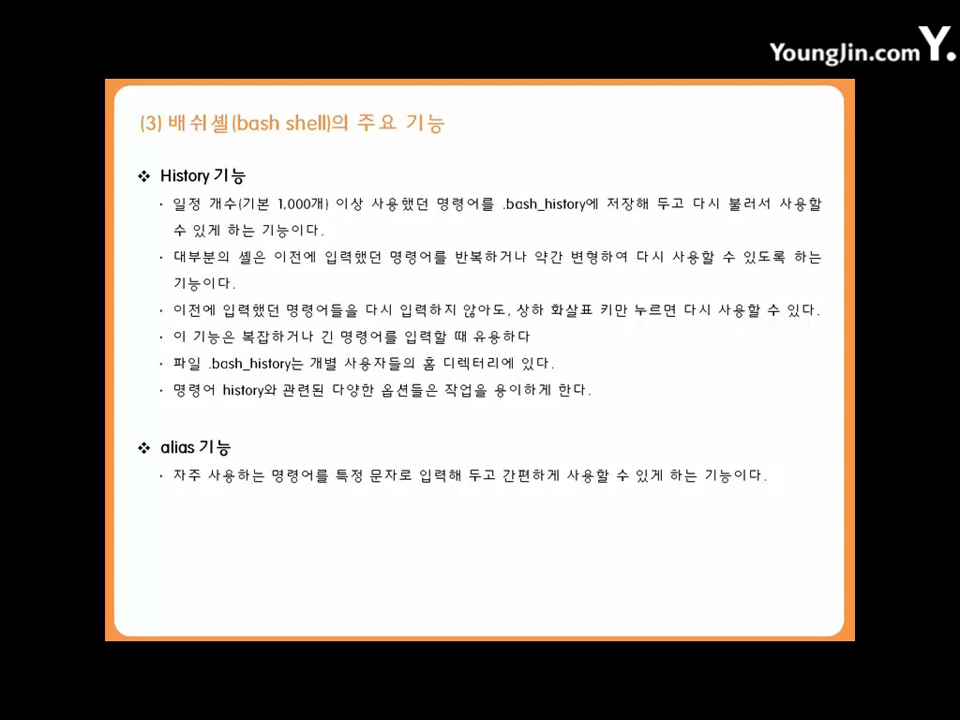 YoungJin.com Y.
(3) 배쉬셸(bash shell)의 주요 기능
❖ History 기능
· 일정 개수(기본 1,000개) 이상 사용했던 명령어를 .bash_history에 저장해 두고 다시 불러서 사용할
수 있게 하는 기능이다.
· 대부분의 셸은 이전에 입력했던 명령어를 반복하거나 약간 변형하여 다시 사용할 수 있도록 하는
기능이다.
· 이전에 입력했던 명령어들을 다시 입력하지 않아도, 상하 화살표 키만 누르면 다시 사용할 수 있다.
· 이 기능은 복잡하거나 긴 명령어를 입력할 때 유용하다
· 파일 .bash_history는 개별 사용자들의 홈 디렉터리에 있다.
· 명령어 history와 관련된 다양한 옵션들은 작업을 용이하게 한다.
❖ alias 기능
· 자주 사용하는 명령어를 특정 문자로 입력해 두고 간편하게 사용할 수 있게 하는 기능이다.